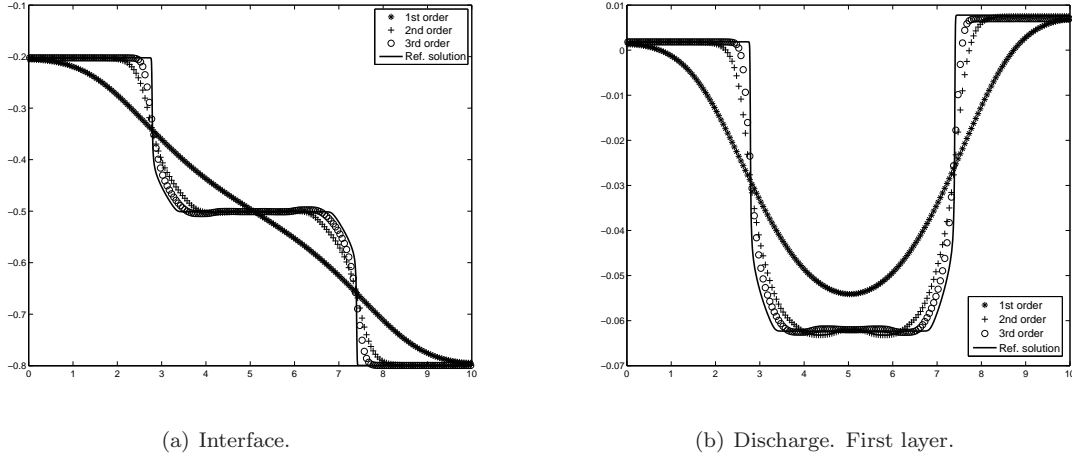 −0.1
−0.2
−0.3
−0.4
−0.5
−0.6
−0.7
−0.8
0 1 2 3 4 5 6 7 8 9 10
1st order
2nd order
3rd order
Ref. solution
(a) Interface.
0.01
0
−0.01
−0.02
−0.03
−0.04
−0.05
−0.06
−0.07
0 1 2 3 4 5 6 7 8 9 10
1st order
2nd order
3rd order
Ref. solution
(b) Discharge. First layer.